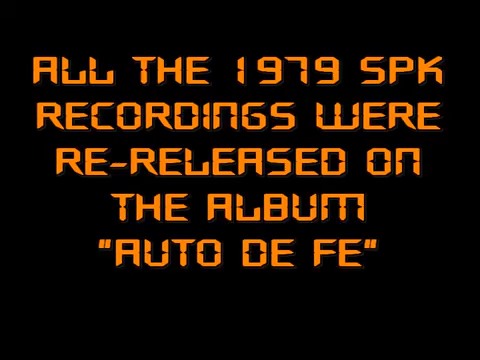 ALL THE 1979 SPK
RECORDINGS WERE
RE-RELEASED ON
THE ALBUM
"AUTO DE FE"